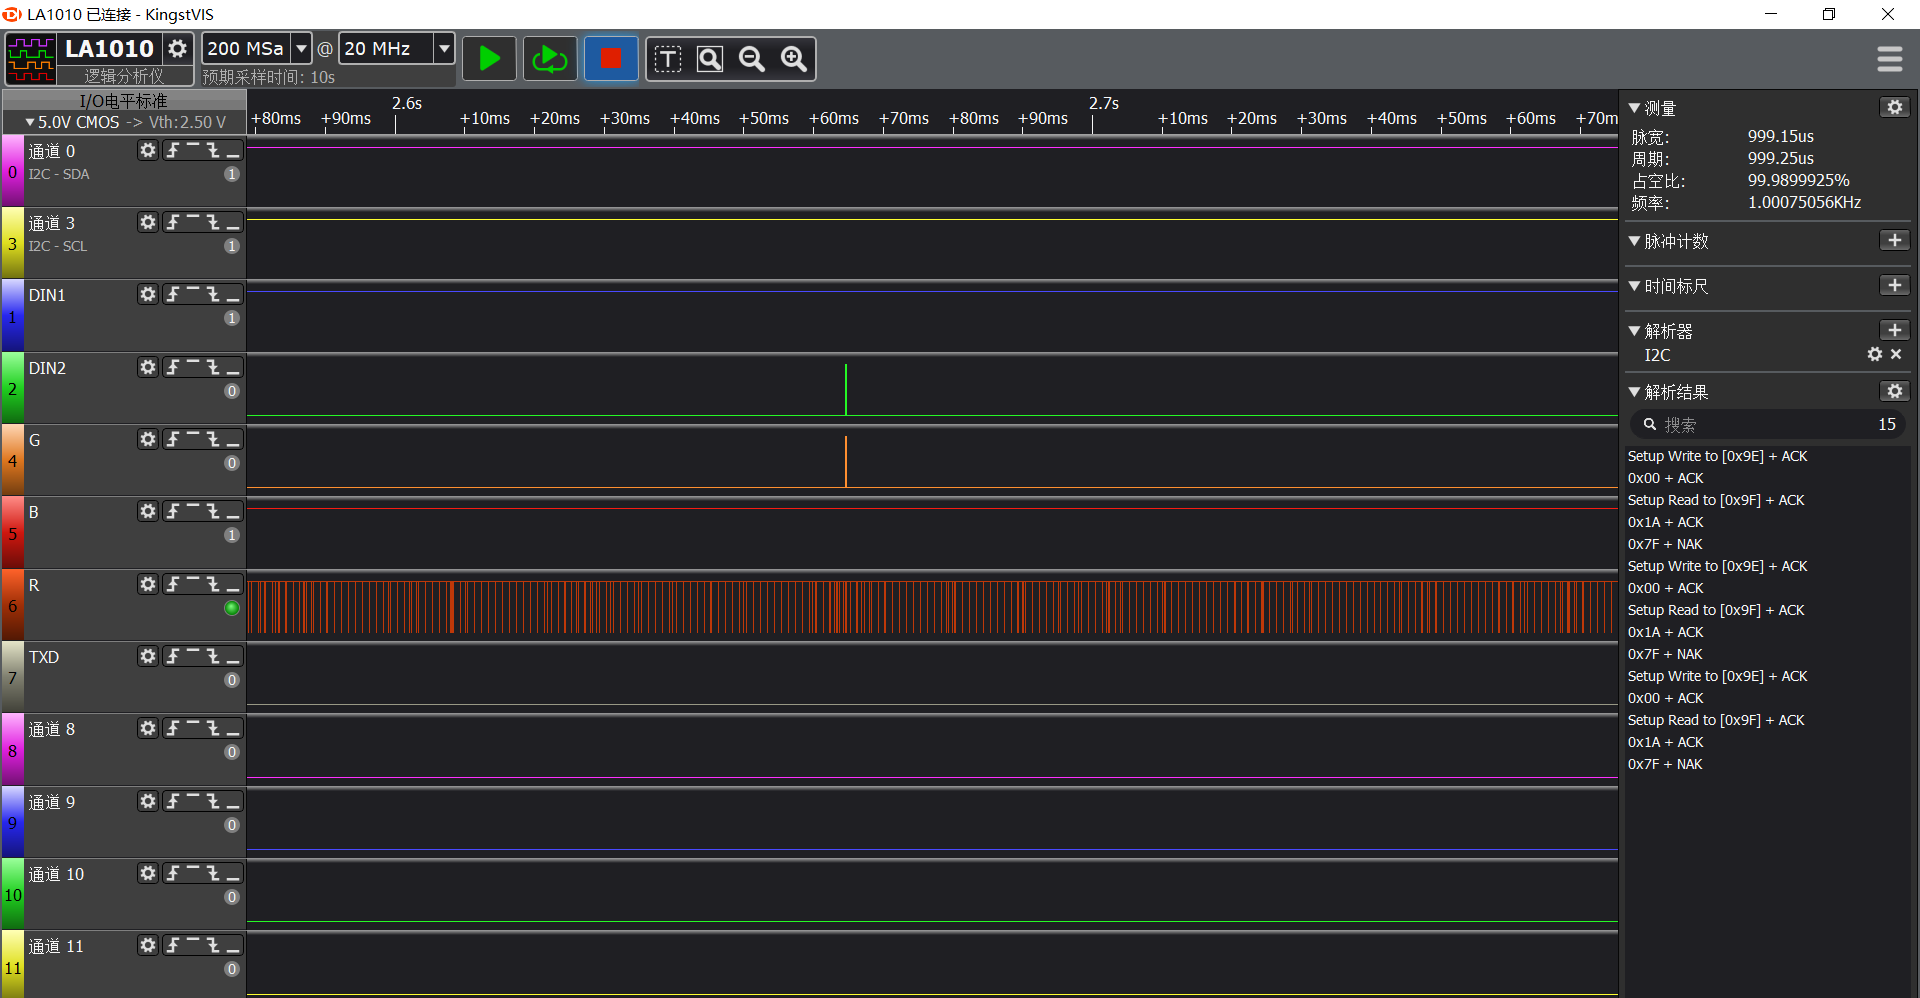 LA1010 已连接 - KingstVIS
LA1010
逻辑分析仪
200 MSa @ 20 MHz
预期采样时间: 10s
T
I/O电平标准
5.0V CMOS -> Vth:2.50 V
2.6s 2.7s
+80ms +90ms +10ms +20ms +30ms +40ms +50ms +60ms +70ms +80ms +90ms +10ms +20ms +30ms +40ms +50ms +60ms +70m
0 通道 0
I2C - SDA 1
3 通道 3
I2C - SCL 1
1 DIN1
1
2 DIN2
0
4 G
0
5 B
1
6 R
7 TXD
0
8 通道 8
0
9 通道 9
0
10 通道 10
0
11 通道 11
0
测量
脉宽: 999.15us
周期: 999.25us
占空比: 99.9899925%
频率: 1.00075056KHz
脉冲计数
时间标尺
解析器
I2C
解析结果
搜索 15
Setup Write to [0x9E] + ACK
0x00 + ACK
Setup Read to [0x9F] + ACK
0x1A + ACK
0x7F + NAK
Setup Write to [0x9E] + ACK
0x00 + ACK
Setup Read to [0x9F] + ACK
0x1A + ACK
0x7F + NAK
Setup Write to [0x9E] + ACK
0x00 + ACK
Setup Read to [0x9F] + ACK
0x1A + ACK
0x7F + NAK